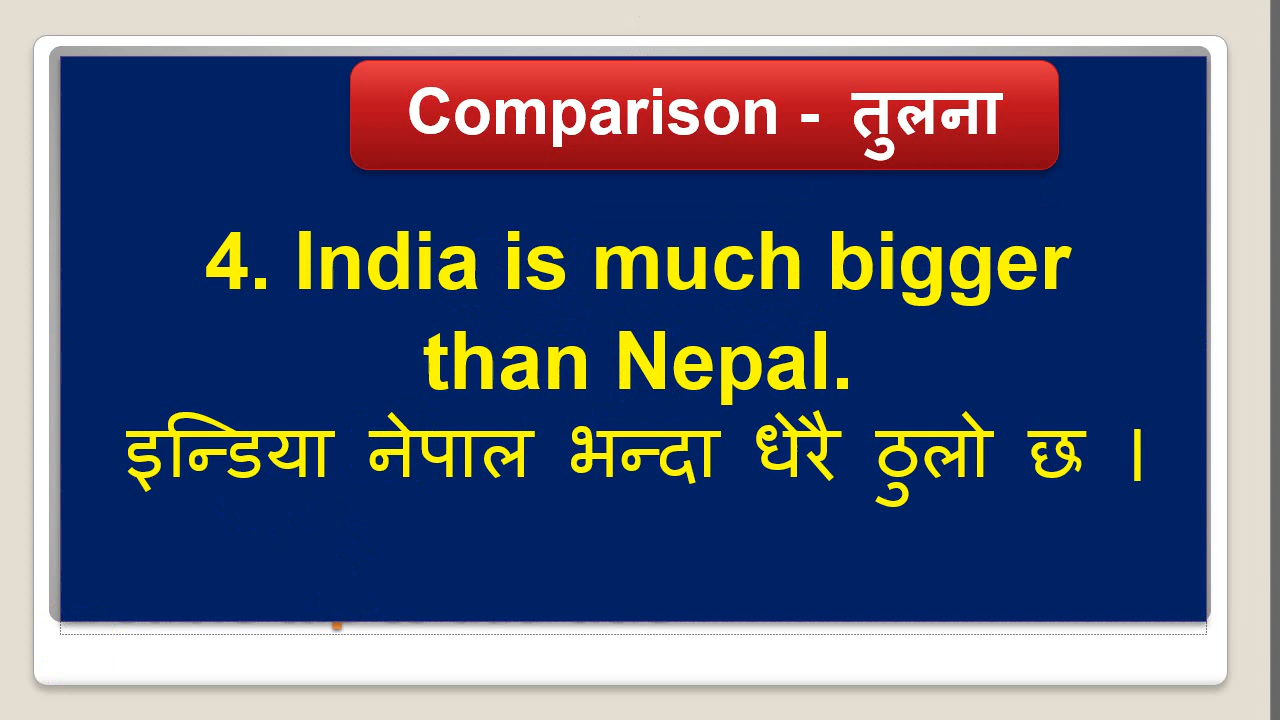 Comparison - तुलना
4. India is much bigger
than Nepal.
इन्डिया नेपाल भन्दा धेरै ठुलो छ ।